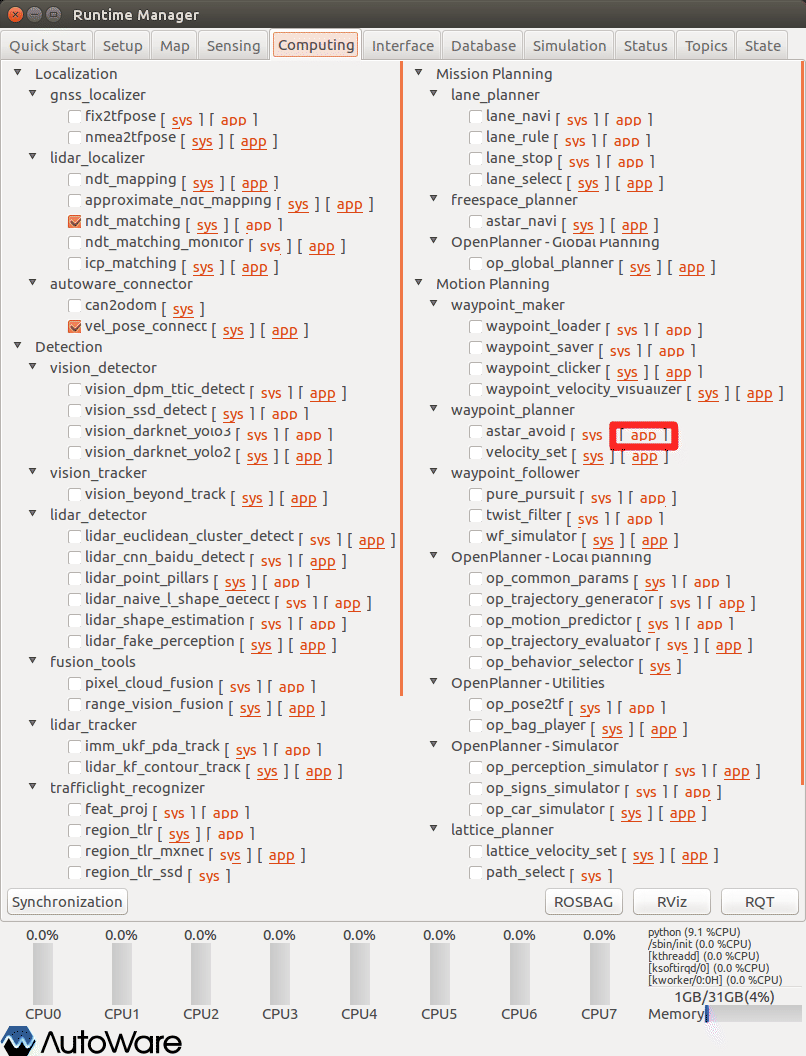 Runtime Manager
Quick Start Setup Map Sensing Computing Interface Database Simulation Status Topics State
Localization
gnss_localizer
fix2tfpose [ sys ] [ app ]
nmea2tfpose [ sys ] [ app ]
lidar_localizer
ndt_mapping [ sys ] [ app ]
approximate_ndt_mapping [ sys ] [ app ]
ndt_matching [ sys ] [ app ]
ndt_matching_monitor [ sys ] [ app ]
icp_matching [ sys ] [ app ]
autoware_connector
can2odom [ sys ]
vel_pose_connect [ sys ] [ app ]
Detection
vision_detector
vision_dpm_ttic_detect [ sys ] [ app ]
vision_ssd_detect [ sys ] [ app ]
vision_darknet_yolo3 [ sys ] [ app ]
vision_darknet_yolo2 [ sys ] [ app ]
vision_tracker
vision_beyond_track [ sys ] [ app ]
lidar_detector
lidar_euclidean_cluster_detect [ sys ] [ app ]
lidar_cnn_baidu_detect [ sys ] [ app ]
lidar_point_pillars [ sys ] [ app ]
lidar_naive_l_shape_detect [ sys ] [ app ]
lidar_shape_estimation [ sys ] [ app ]
lidar_fake_perception [ sys ] [ app ]
fusion_tools
pixel_cloud_fusion [ sys ] [ app ]
range_vision_fusion [ sys ] [ app ]
lidar_tracker
imm_ukf_pda_track [ sys ] [ app ]
lidar_kf_contour_track [ sys ] [ app ]
trafficlight_recognizer
feat_proj [ sys ] [ app ]
region_tlr [ sys ] [ app ]
region_tlr_mxnet [ sys ] [ app ]
region_tlr_ssd [ sys ]
Mission Planning
lane_planner
lane_navi [ sys ] [ app ]
lane_rule [ sys ] [ app ]
lane_stop [ sys ] [ app ]
lane_select [ sys ] [ app ]
freespace_planner
astar_navi [ sys ] [ app ]
OpenPlanner - Global Planning
op_global_planner [ sys ] [ app ]
Motion Planning
waypoint_maker
waypoint_loader [ sys ] [ app ]
waypoint_saver [ sys ] [ app ]
waypoint_clicker [ sys ] [ app ]
waypoint_velocity_visualizer [ sys ] [ app ]
waypoint_planner
astar_avoid [ sys [ app ]
velocity_set [ sys ] [ app ]
waypoint_follower
pure_pursuit [ sys ] [ app ]
twist_filter [ sys ] [ app ]
wf_simulator [ sys ] [ app ]
OpenPlanner - Local planning
op_common_params [ sys ] [ app ]
op_trajectory_generator [ sys ] [ app ]
op_motion_predictor [ sys ] [ app ]
op_trajectory_evaluator [ sys ] [ app ]
op_behavior_selector [ sys ]
OpenPlanner - Utilities
op_pose2tf [ sys ] [ app ]
op_bag_player [ sys ] [ app ]
OpenPlanner - Simulator
op_perception_simulator [ sys ] [ app ]
op_signs_simulator [ sys ] [ app ]
op_car_simulator [ sys ] [ app ]
lattice_planner
lattice_velocity_set [ sys ] [ app ]
path_select [ sys ]
Synchronization ROSBAG RViz RQT
0.0% 0.0% 0.0% 0.0% 0.0% 0.0% 0.0% 0.0%
CPU0 CPU1 CPU2 CPU3 CPU4 CPU5 CPU6 CPU7
python (9.1 %CPU)
/sbin/init (0.0 %CPU)
[kthreadd] (0.0 %CPU)
[ksoftirqd/0] (0.0 %CPU)
[kworker/0:0H] (0.0 %CPU)
1GB/31GB(4%)
Memory
AutoWare